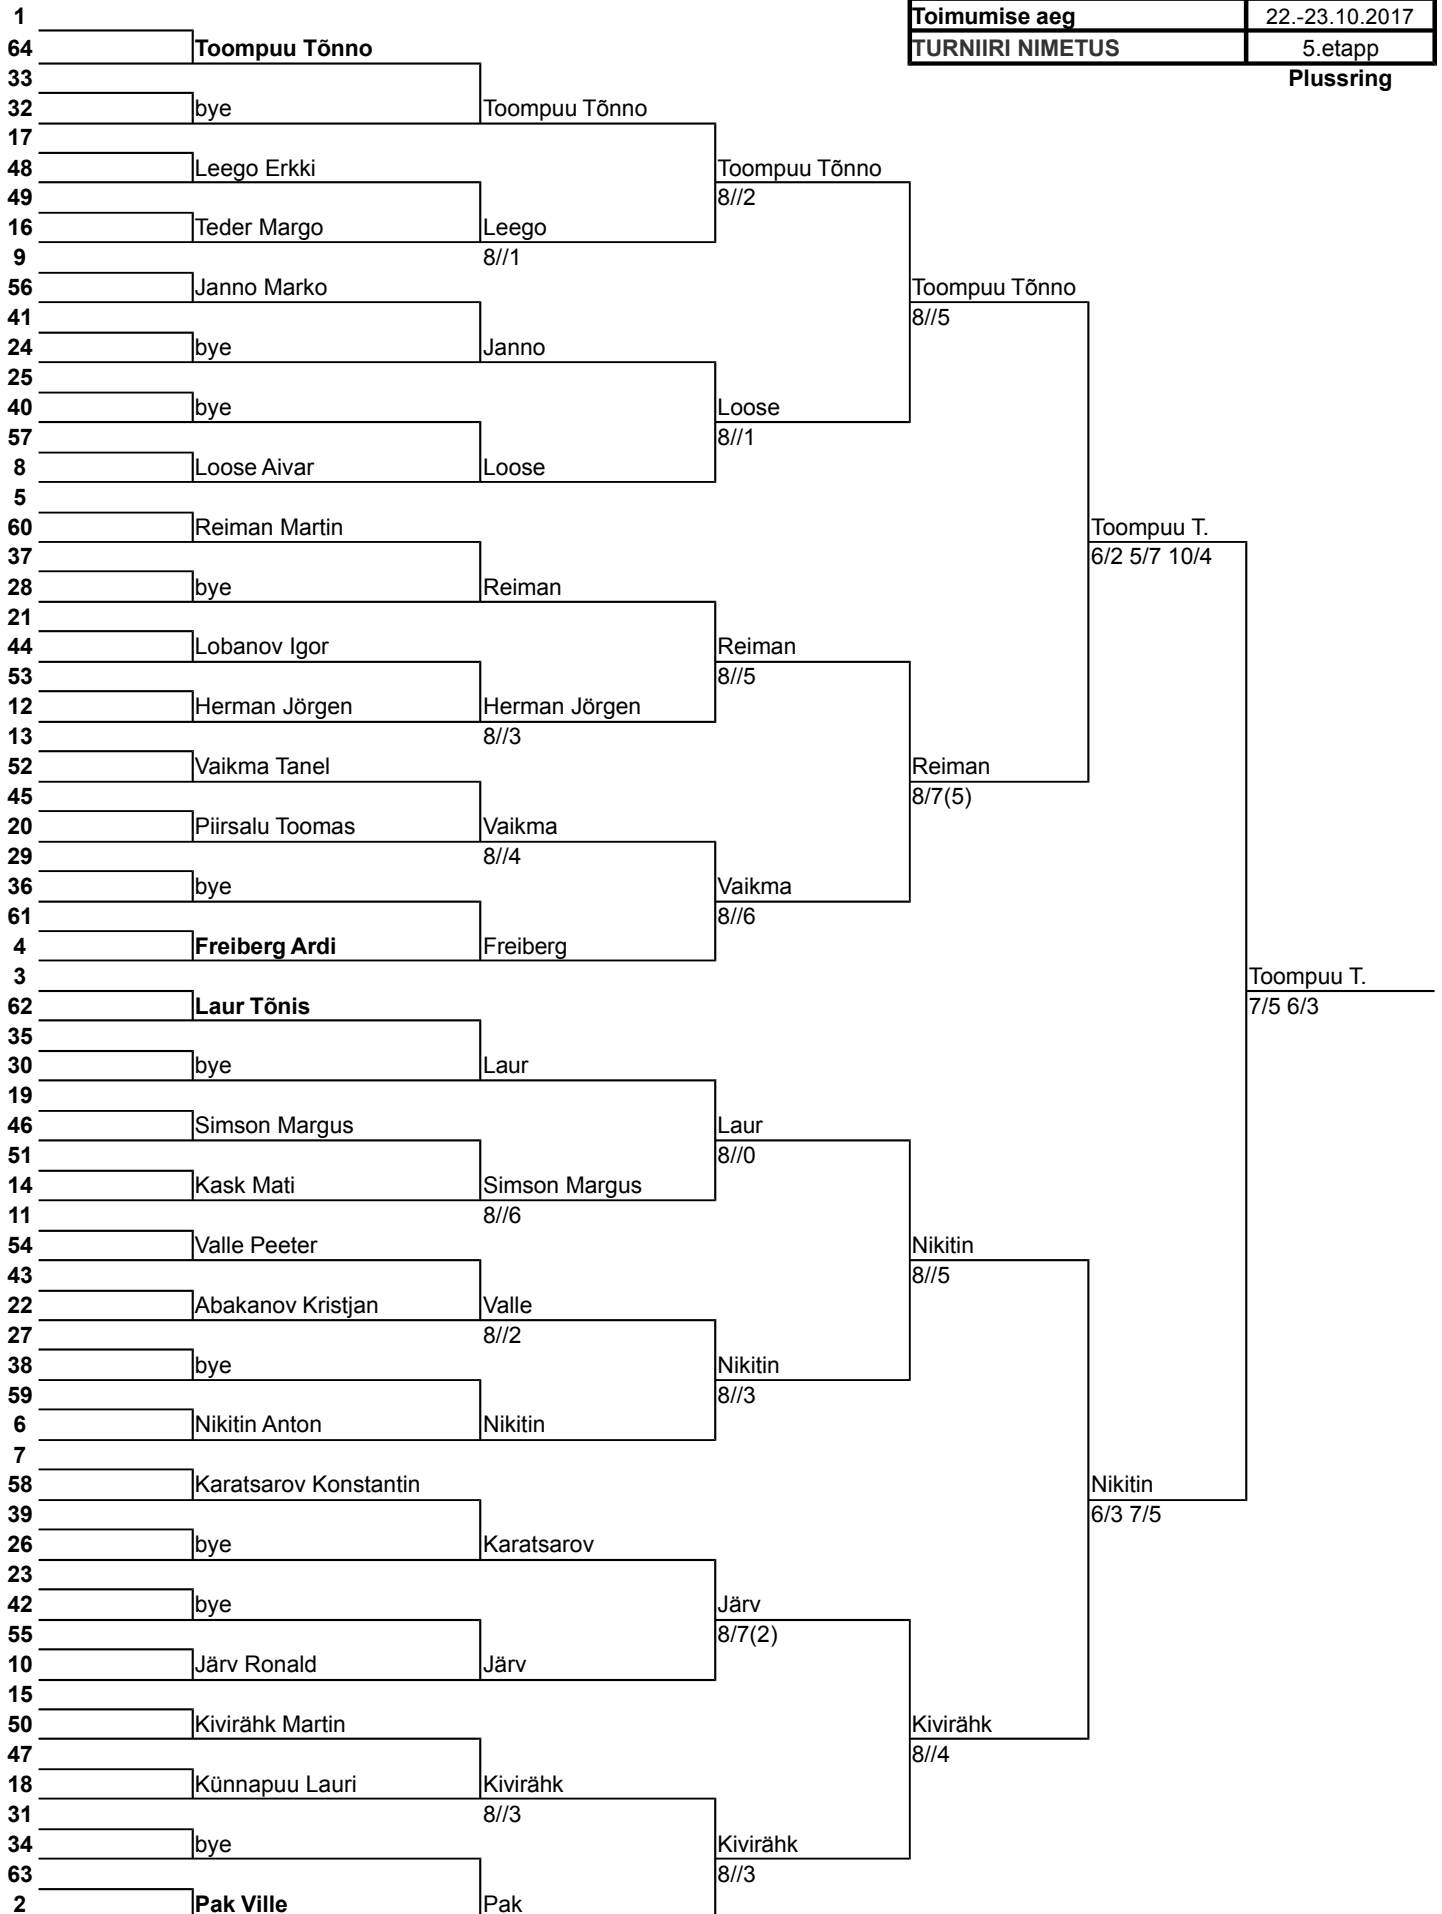 1 Toimumise aeg 22.-23.10.2017
64 Toompuu Tõnno TURNIIRI NIMETUS 5.etapp
33 Plussring
32 bye Toompuu Tõnno
17
48 Leego Erkki Toompuu Tõnno
49 8//2
16 Teder Margo Leego
9 8//1
56 Janno Marko Toompuu Tõnno
41 8//5
24 bye Janno
25
40 bye Loose
57 8//1
8 Loose Aivar Loose
5
60 Reiman Martin Toompuu T.
37 6/2 5/7 10/4
28 bye Reiman
21
44 Lobanov Igor Reiman
53 8//5
12 Herman Jörgen Herman Jörgen
13 8//3
52 Vaikma Tanel Reiman
45 8/7(5)
20 Piirsalu Toomas Vaikma
29 8//4
36 bye Vaikma
61 8//6
4 Freiberg Ardi Freiberg
3 Toompuu T.
62 Laur Tõnis 7/5 6/3
35
30 bye Laur
19
46 Simson Margus Laur
51 8//0
14 Kask Mati Simson Margus
11 8//6
54 Valle Peeter Nikitin
43 8//5
22 Abakanov Kristjan Valle
27 8//2
38 bye Nikitin
59 8//3
6 Nikitin Anton Nikitin
7
58 Karatsarov Konstantin Nikitin
39 6/3 7/5
26 bye Karatsarov
23
42 bye Järv
55 8/7(2)
10 Järv Ronald Järv
15
50 Kivirähk Martin Kivirähk
47 8//4
18 Künnapuu Lauri Kivirähk
31 8//3
34 bye Kivirähk
63 8//3
2 Pak Ville Pak